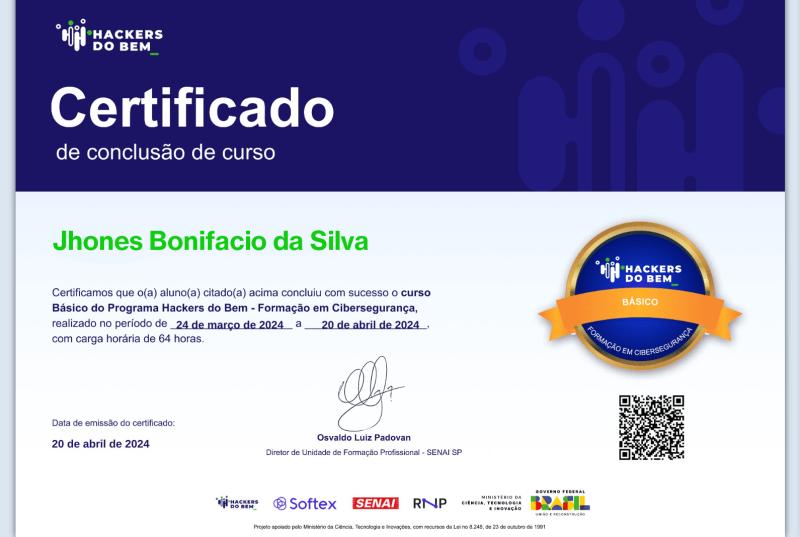 HACKERS
DO BEM_
Certificado
de conclusão de curso
Jhones Bonifacio da Silva
Certificamos que o(a) aluno(a) citado(a) acima concluiu com sucesso o curso
Básico do Programa Hackers do Bem - Formação em Cibersegurança,
realizado no período de 24 de março de 2024 a 20 de abril de 2024,
com carga horária de 64 horas.
HACKERS
DO BEM_
BÁSICO
FORMAÇÃO EM CIBERSEGURANÇA
Data de emissão do certificado:
20 de abril de 2024
Osvaldo Luiz Padovan
Diretor de Unidade de Formação Profissional - SENAI SP
HACKERS
DO BEM_
Softex
SENAI
RNP
MINISTÉRIO DA
CIÊNCIA, TECNOLOGIA
E INOVAÇÃO
GOVERNO FEDERAL
BRASIL
UNIÃO E RECONSTRUÇÃO
Projeto apoiado pelo Ministério da Ciência, Tecnologia e Inovações, com recursos da Lei no 8.248, de 23 de outubro de 1991